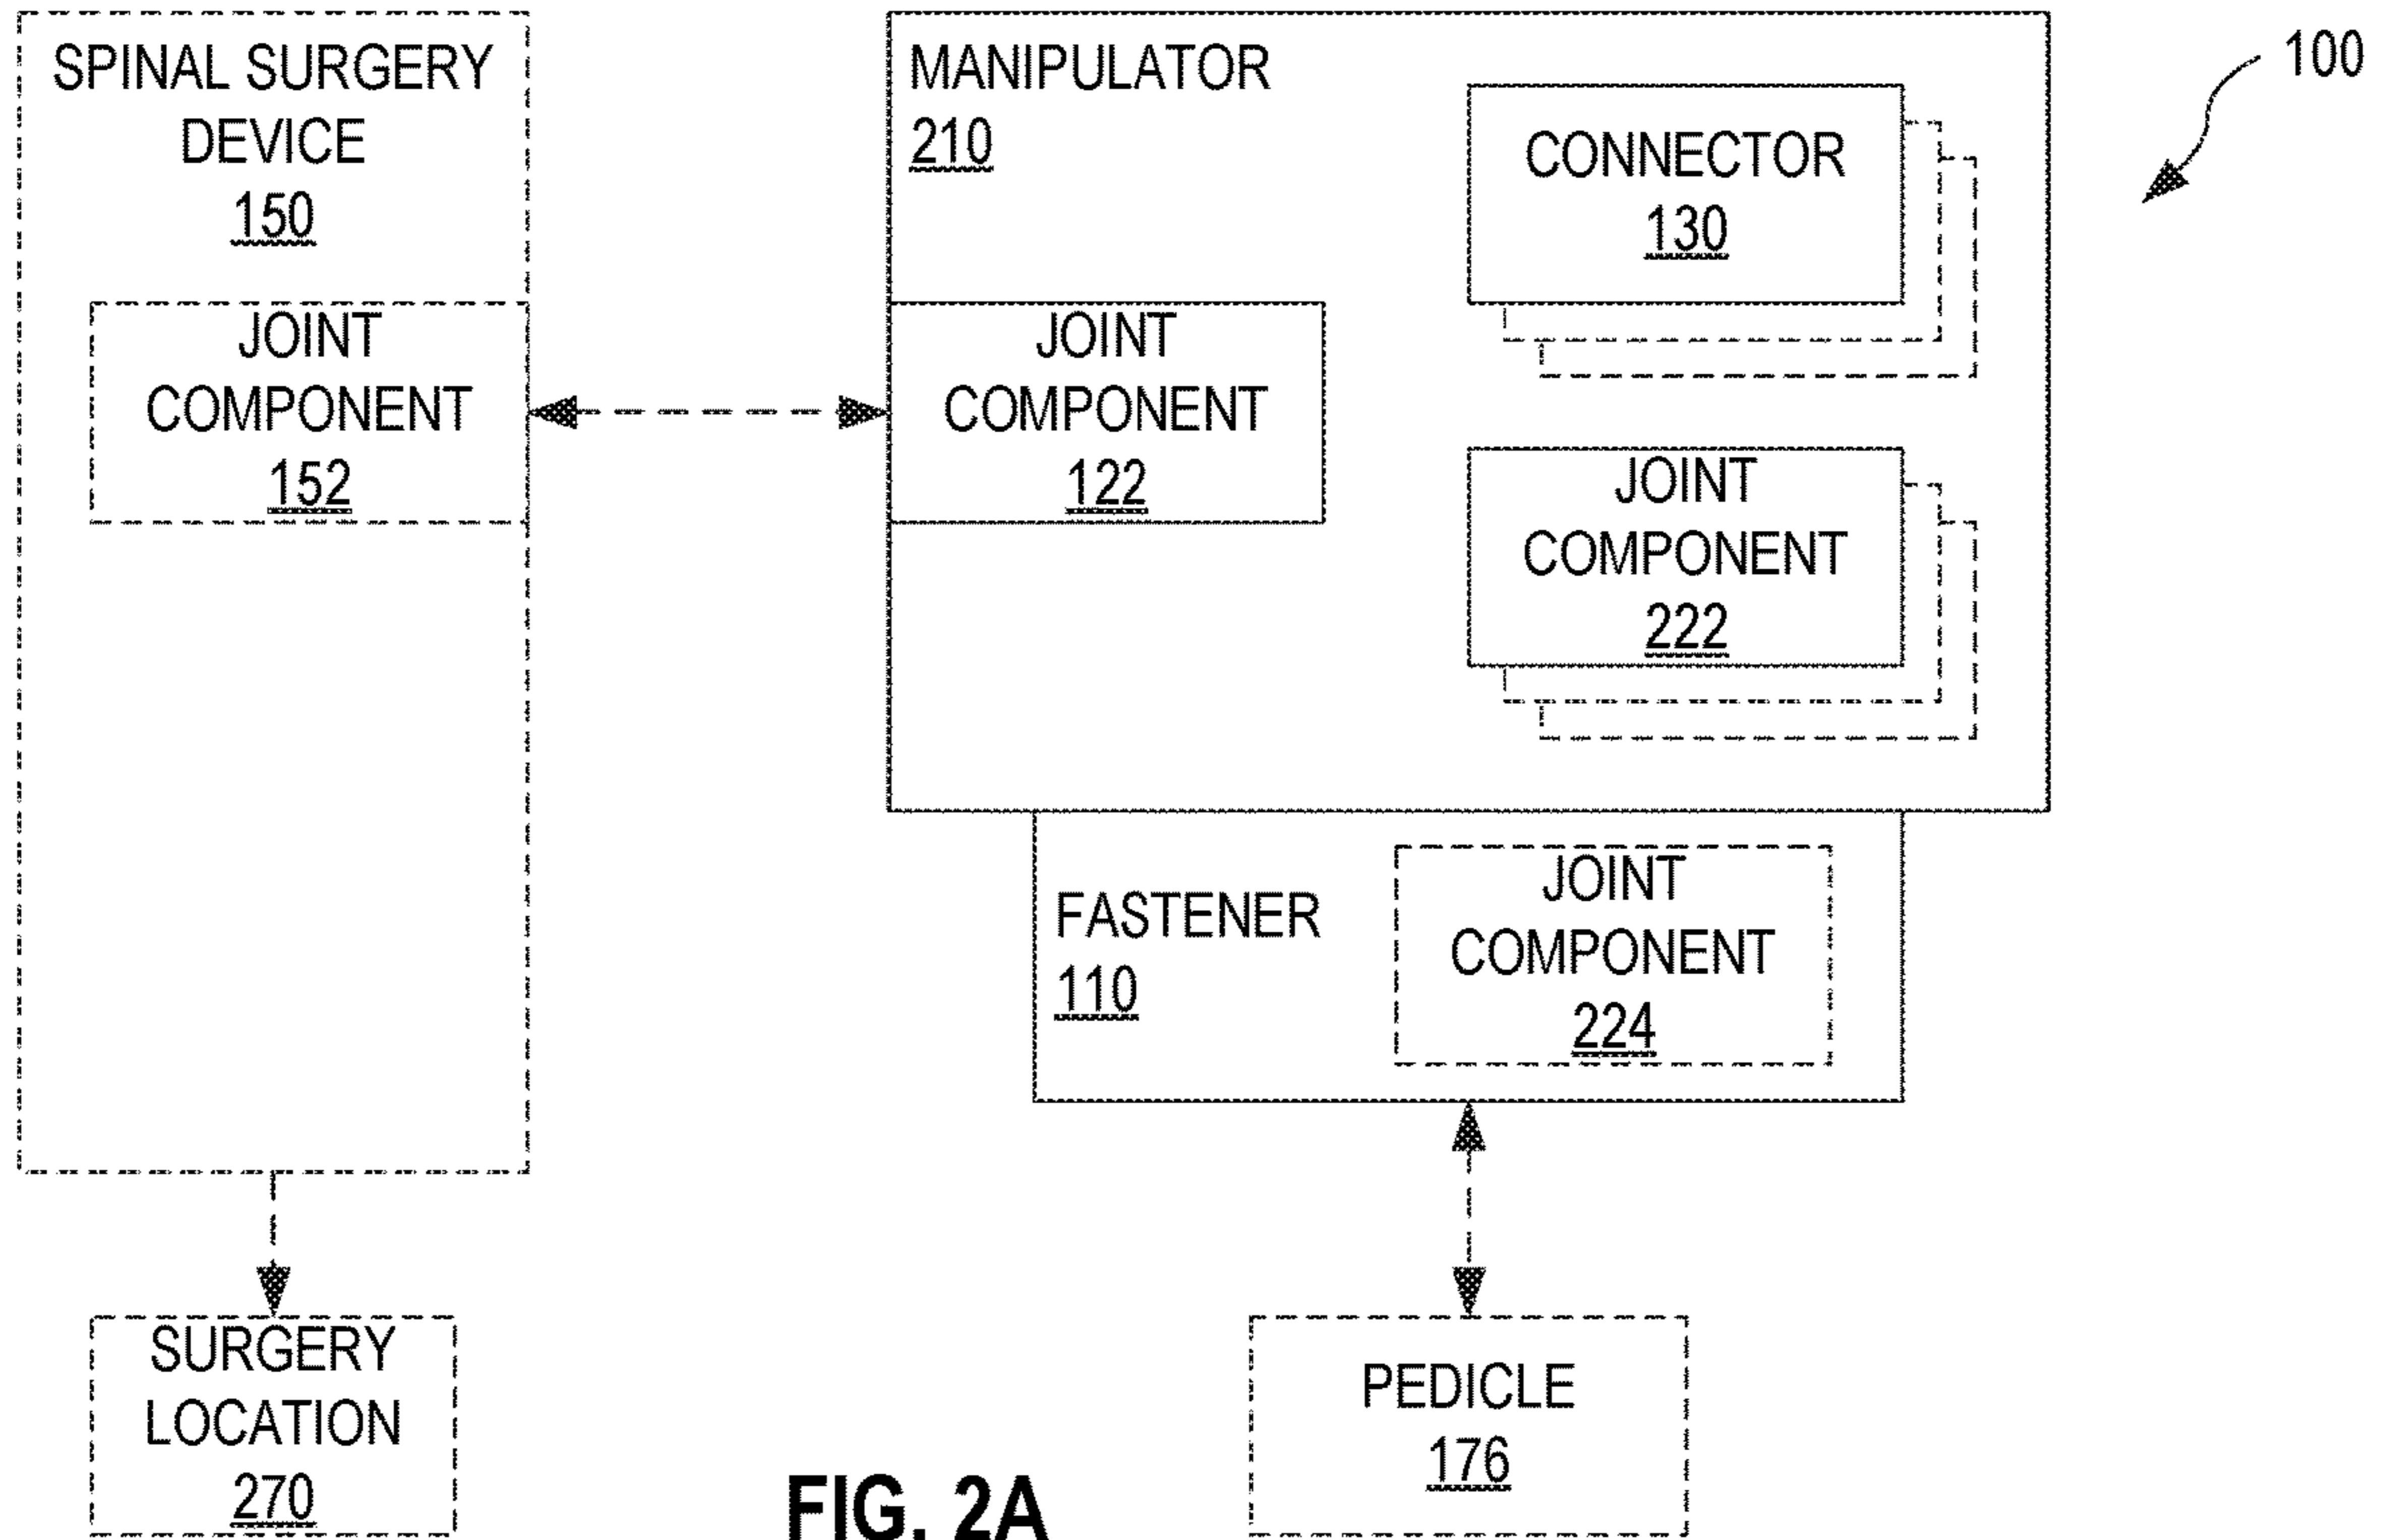 SPINAL SURGERY
DEVICE
150
JOINT
COMPONENT
152
MANIPULATOR
210
CONNECTOR
130
100
JOINT
COMPONENT
122
JOINT
COMPONENT
222
FASTENER
110
JOINT
COMPONENT
224
SURGERY
LOCATION
270
PEDICLE
176
FIG. 2A